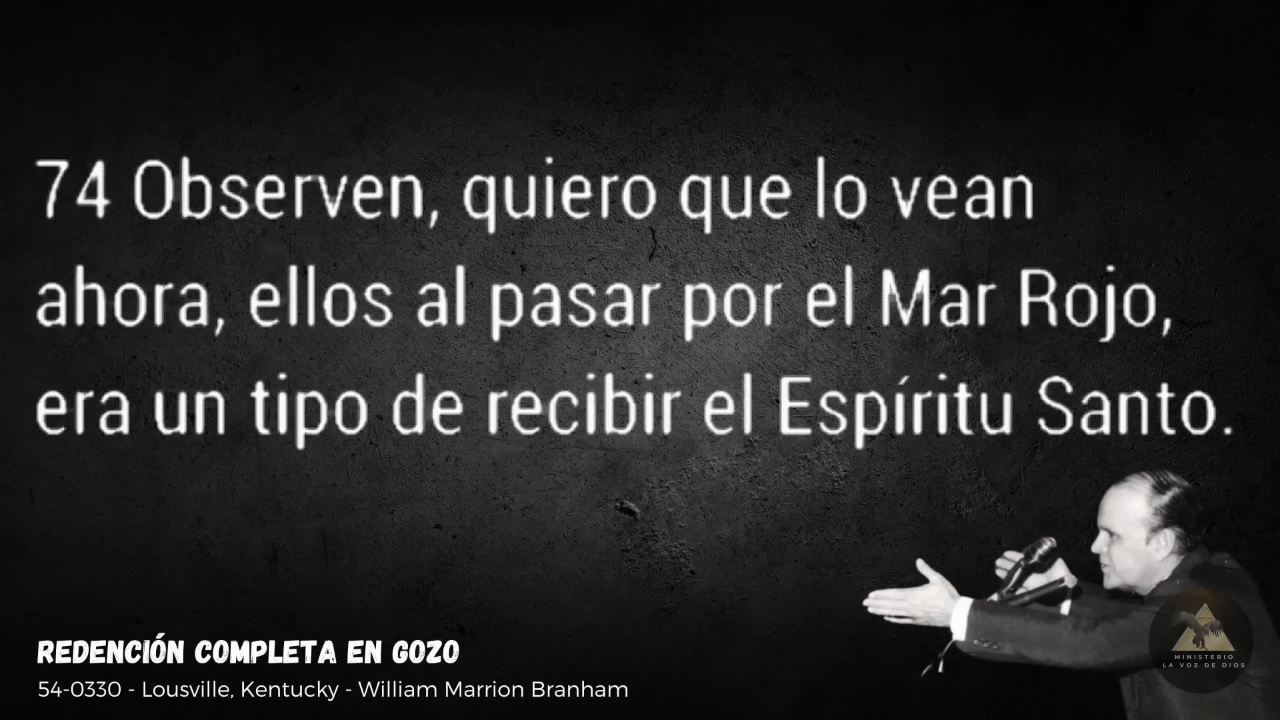 74 Observen, quiero que lo vean
ahora, ellos al pasar por el Mar Rojo,
era un tipo de recibir el Espíritu Santo.
REDENCIÓN COMPLETA EN GOZO
54-0330 - Lousville, Kentucky - William Marrion Branham
MINISTERIO
LA VOZ DE DIOS